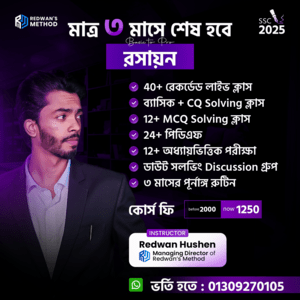 REDWAN'S
METHOD
SSC
2025
মাত্র ৩ মাসে শেষ হবে
Basic to Pro
রসায়ন
40+ রেকর্ডেড লাইভ ক্লাস
ব্যাসিক + CQ Solving ক্লাস
12+ MCQ Solving ক্লাস
24+ পিডিএফ
12+ অধ্যায়ভিত্তিক পরীক্ষা
ডাউট সলভিং Discussion গ্রুপ
৩ মাসের পূর্নাঙ্গ রুটিন
কোর্স ফি before 2000 now 1250
INSTRUCTOR
Redwan Hushen
Managing Director of
Redwan's Method
ভর্তি হতে : 01309270105